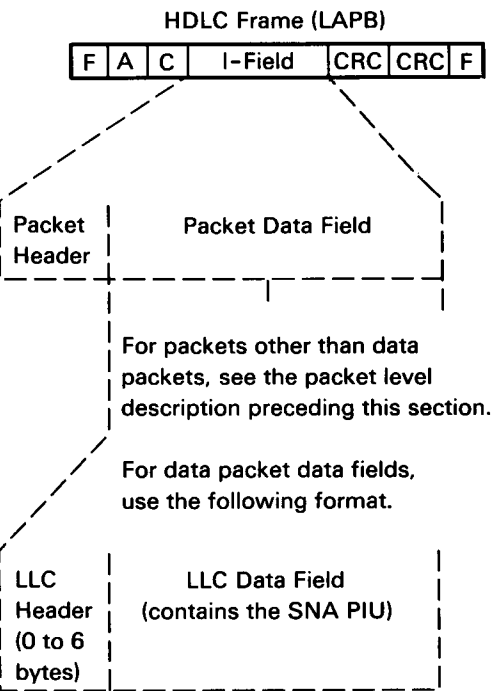 HDLC Frame (LAPB)
F A C I-Field CRC CRC F
Packet Header
Packet Data Field
For packets other than data
packets, see the packet level
description preceding this section.
For data packet data fields,
use the following format.
LLC
Header
(0 to 6
bytes)
LLC Data Field
(contains the SNA PIU)